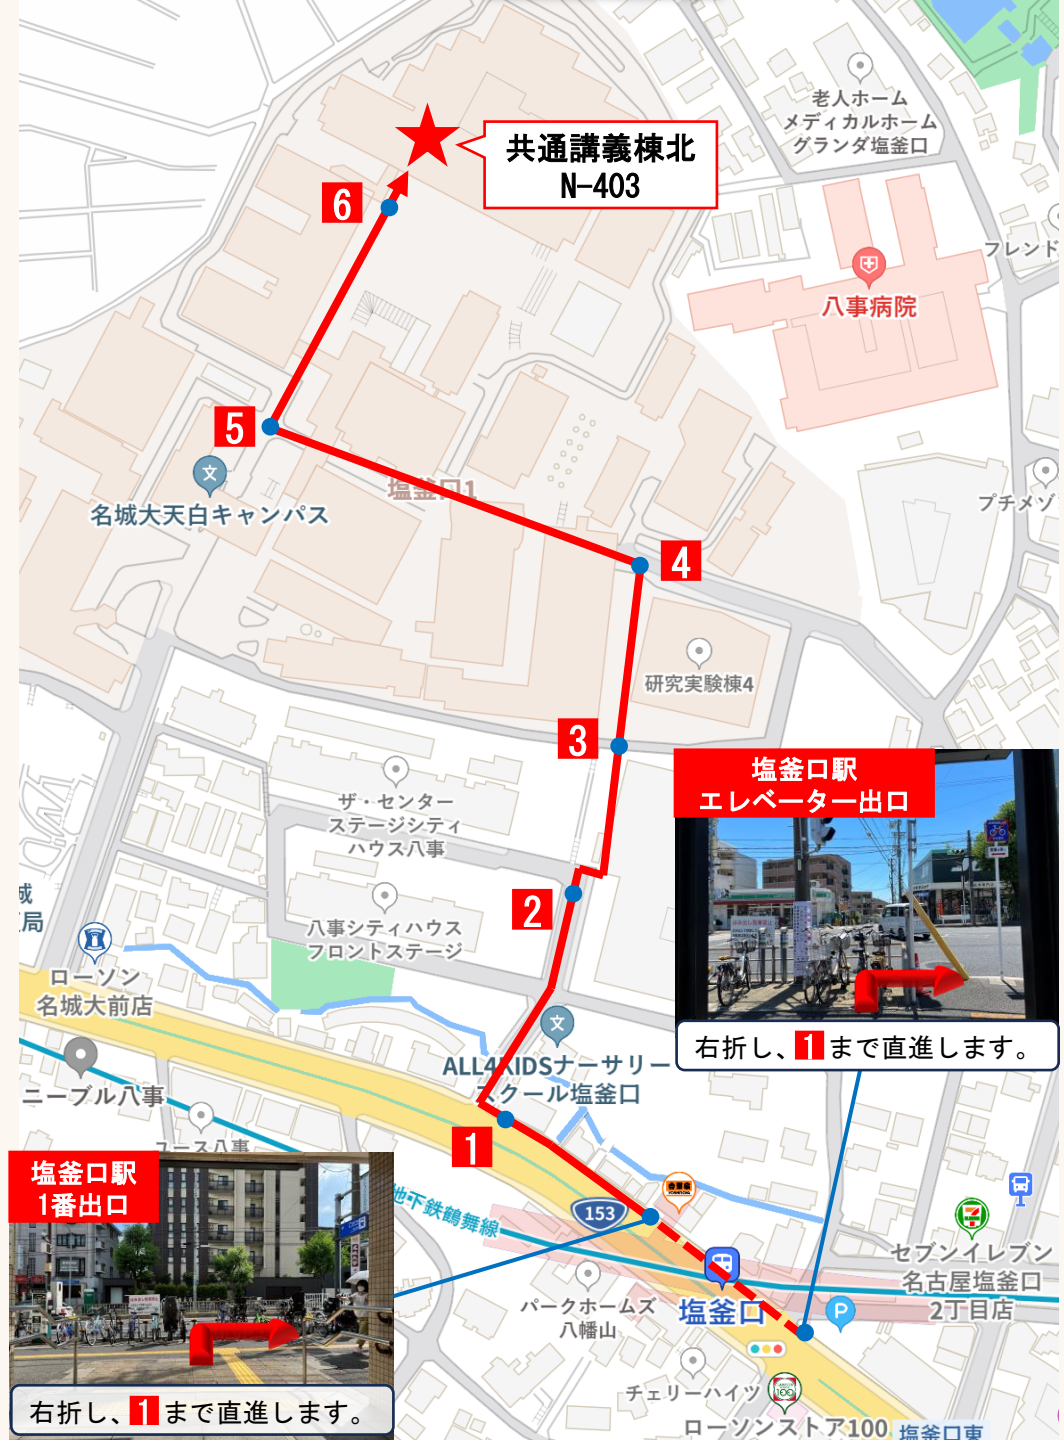 老人ホーム
メディカルホーム
グランダ塩釜口
共通講義棟北
N-403
6
フレンド
八事病院
5
塩釜口1
プチメゾ
名城大天白キャンパス
4
研究実験棟4
3
塩釜口駅
エレベーター出口
ザ・センター
ステージシティ
ハウス八事
2
八事シティハウス
フロントステージ
城
局
ローソン
名城大前店
右折し、1まで直進します。
ALL4KIDSナーサリー
スクール塩釜口
ニーブル八事
1
ユース八事
塩釜口駅
1番出口
地下鉄鶴舞線
153
吉野家
セブンイレブン
名古屋塩釜口
2丁目店
パークホームズ
八幡山
塩釜口
P
チェリーハイツ
右折し、1まで直進します。
ローソンストア100
塩釜口東